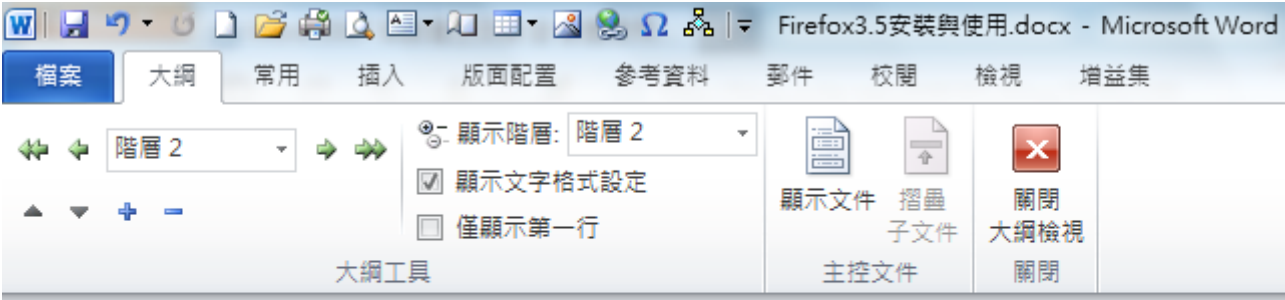 Firefox3.5安裝與使用.docx - Microsoft Word
檔案 大綱 常用 插入 版面配置 參考資料 郵件 校閱 檢視 增益集
階層 2 顯示階層: 階層 2
顯示文字格式設定
僅顯示第一行
顯示文件 摺疊 關閉
子文件 大綱檢視
大綱工具 主控文件 關閉